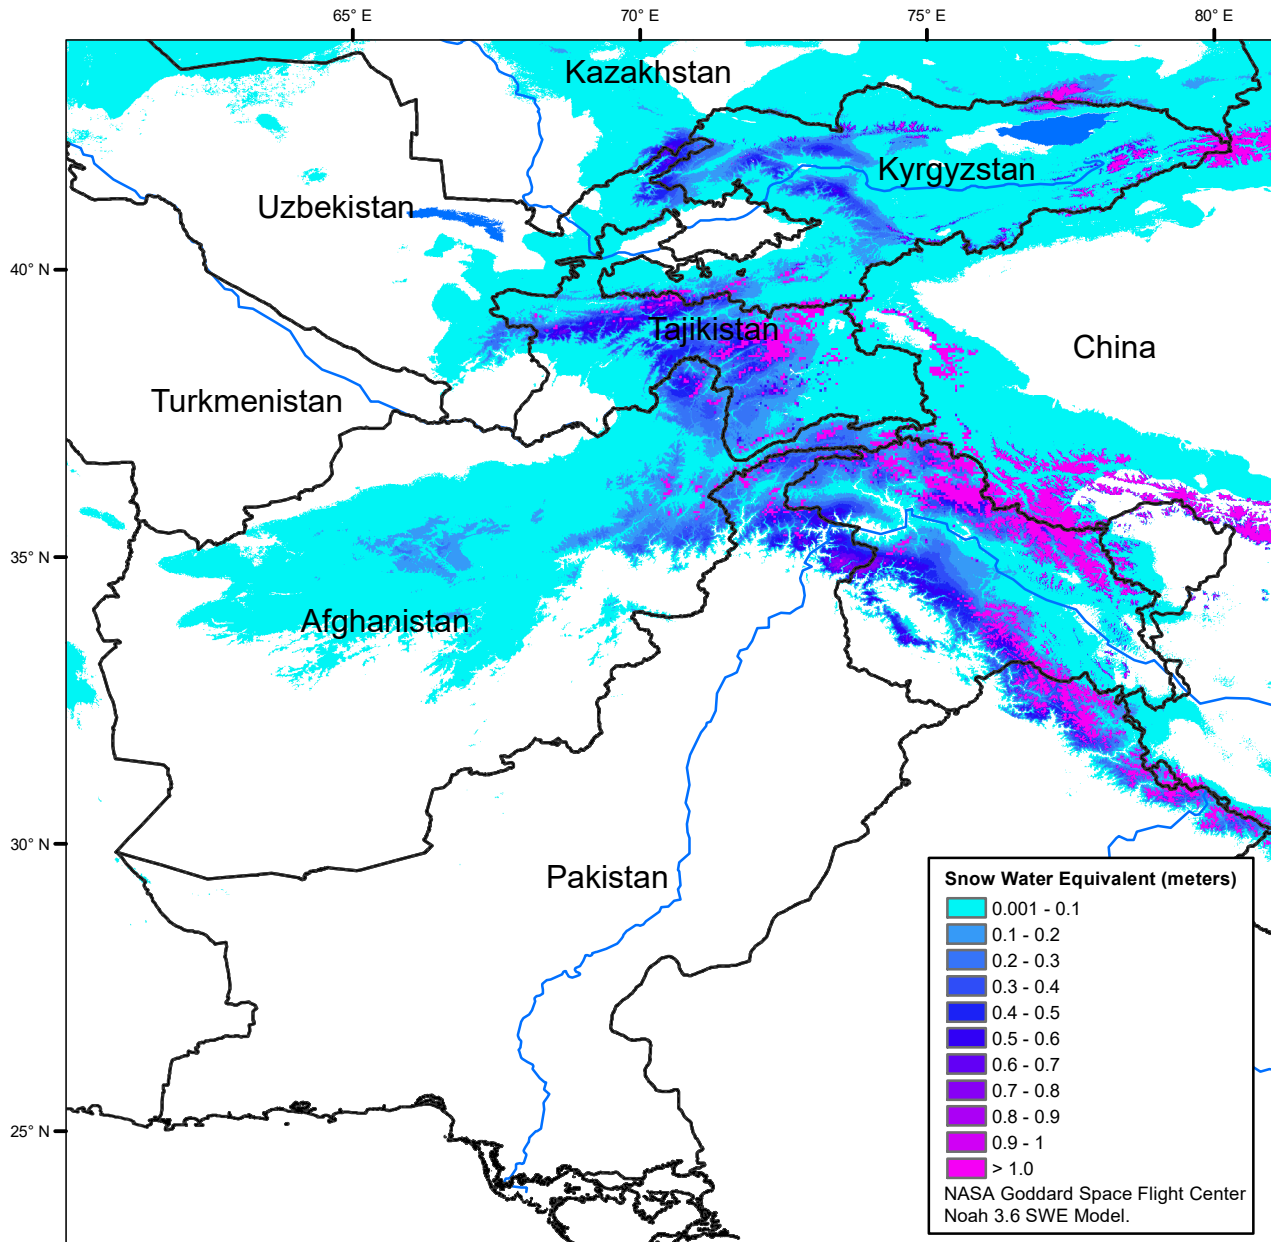 65° E
70° E
75° E
80° E
Kazakhstan
Kyrgyzstan
Uzbekistan
40° N
Tajikistan
China
Turkmenistan
35° N
Afghanistan
30° N
Pakistan
Snow Water Equivalent (meters)
0.001 - 0.1
0.1 - 0.2
0.2 - 0.3
0.3 - 0.4
0.4 - 0.5
0.5 - 0.6
0.6 - 0.7
0.7 - 0.8
0.8 - 0.9
0.9 - 1
> 1.0
NASA Goddard Space Flight Center
Noah 3.6 SWE Model.
25° N